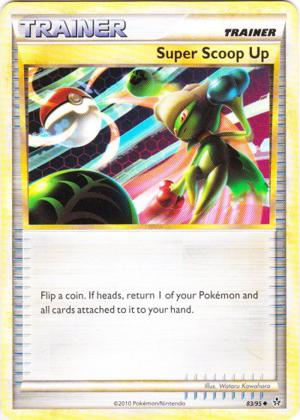 TRAINER
TRAINER
Super Scoop Up
Flip a coin. If heads, return 1 of your Pokémon and
all cards attached to it to your hand.
Illus. Wataru Kawahara
©2010 Pokémon/Nintendo
83/95